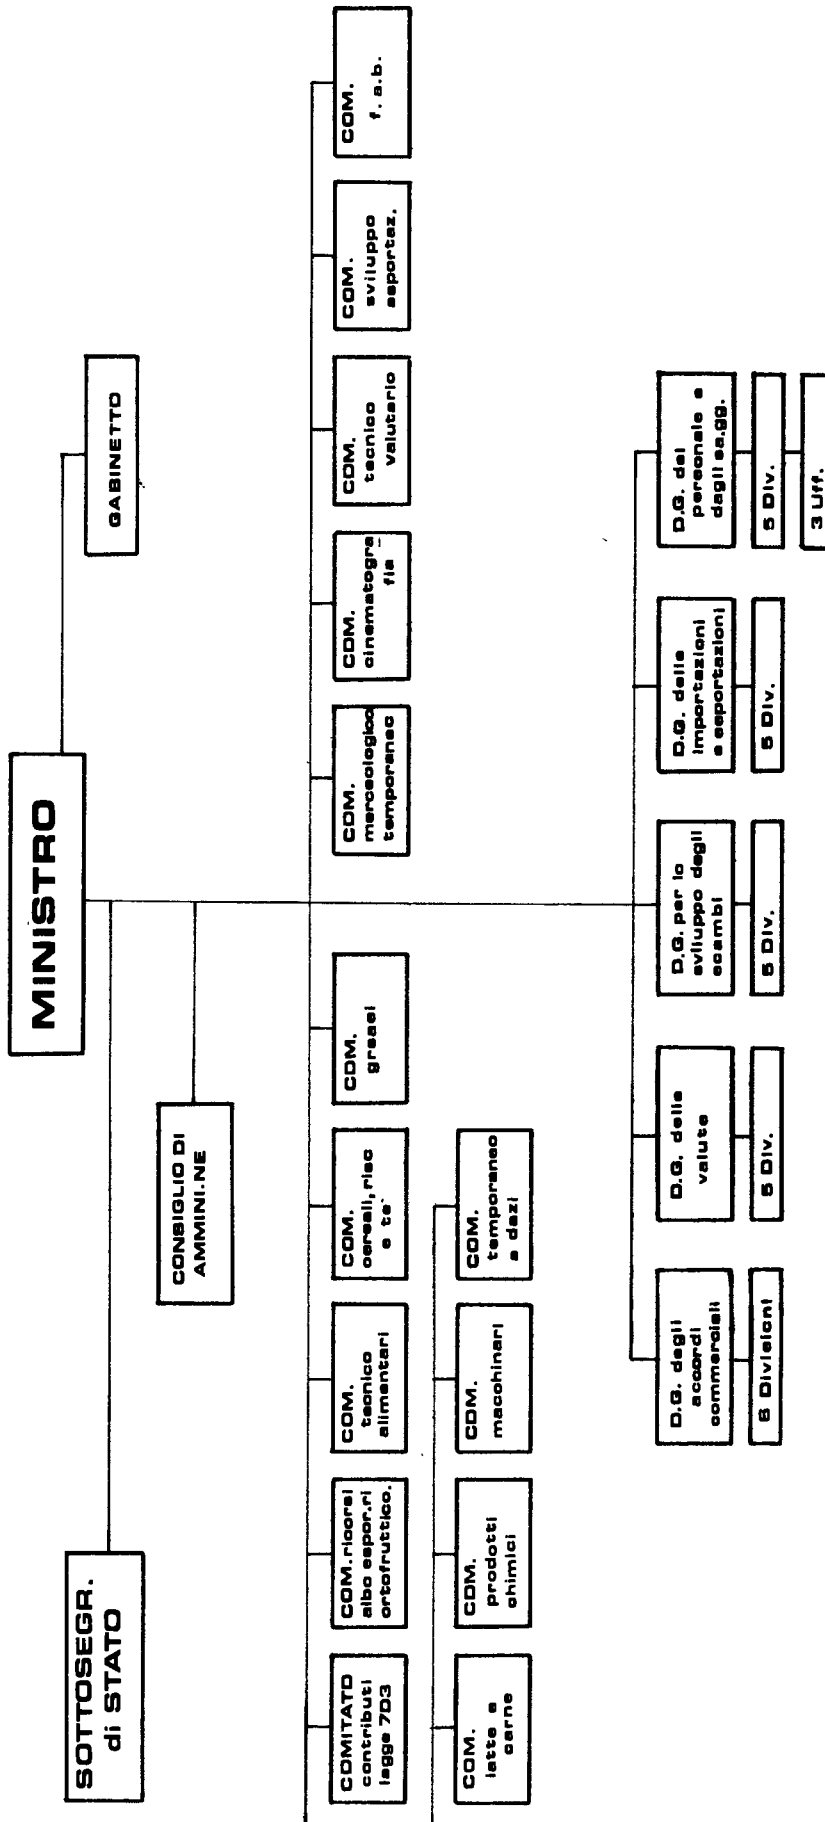 MINISTRO
SOTTOSEGR.
di STATO
GABINETTO
CONSIGLIO DI
AMMINI.NE
COMITATO
contributi
legge 703
COM.ricorsi
albo espor.ri
ortofruttico.
COM.
tecnico
alimentari
COM.
cereali,riso
e te'
COM.
grassi
COM.
merceologico
temporaneo
COM.
cinematogra_
fia
COM.
tecnico
valutario
COM.
sviluppo
esportaz.
COM.
f.a.b.
COM.
latte e
carne
COM.
prodotti
chimici
COM.
macchinari
COM.
temporaneo
e dazi
D.G. degli
accordi
commerciali
D.G. delle
valute
D.G. per lo
sviluppo degli
scambi
D.G. delle
importazioni
e esportazioni
D.G. del
personale e
degli aa.gg.
6 Divisioni
5 Div.
5 Div.
5 Div.
5 Div.
3 Uff.